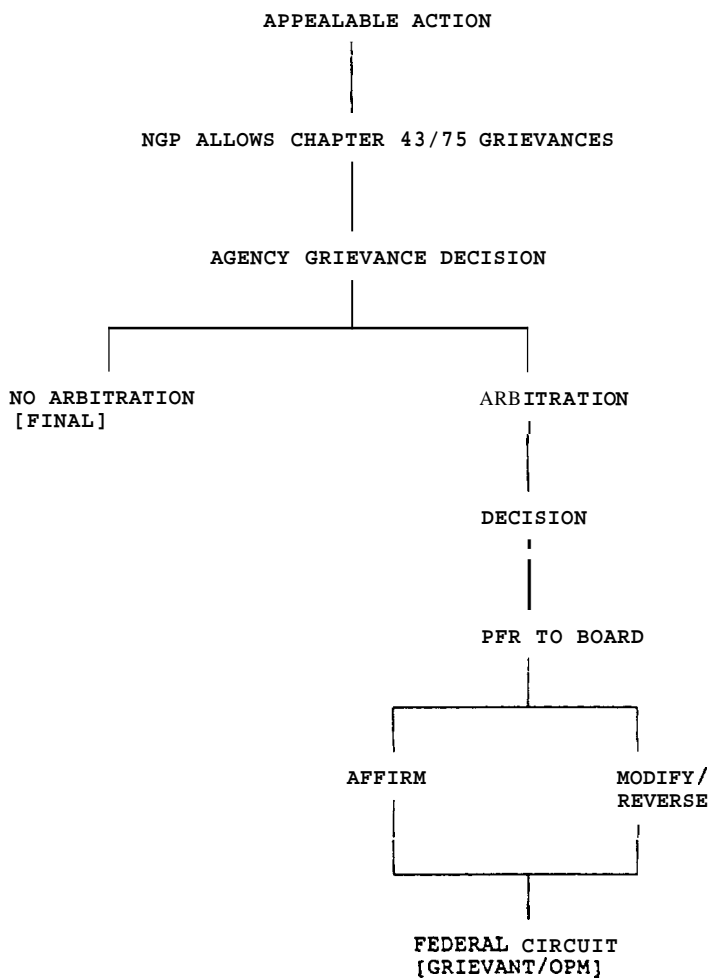 APPEALABLE ACTION
NGP ALLOWS CHAPTER 43/75 GRIEVANCES
AGENCY GRIEVANCE DECISION
NO ARBITRATION
[FINAL]
ARBITRATION
DECISION
PFR TO BOARD
AFFIRM
MODIFY/
REVERSE
FEDERAL CIRCUIT
[GRIEVANT/OPM]